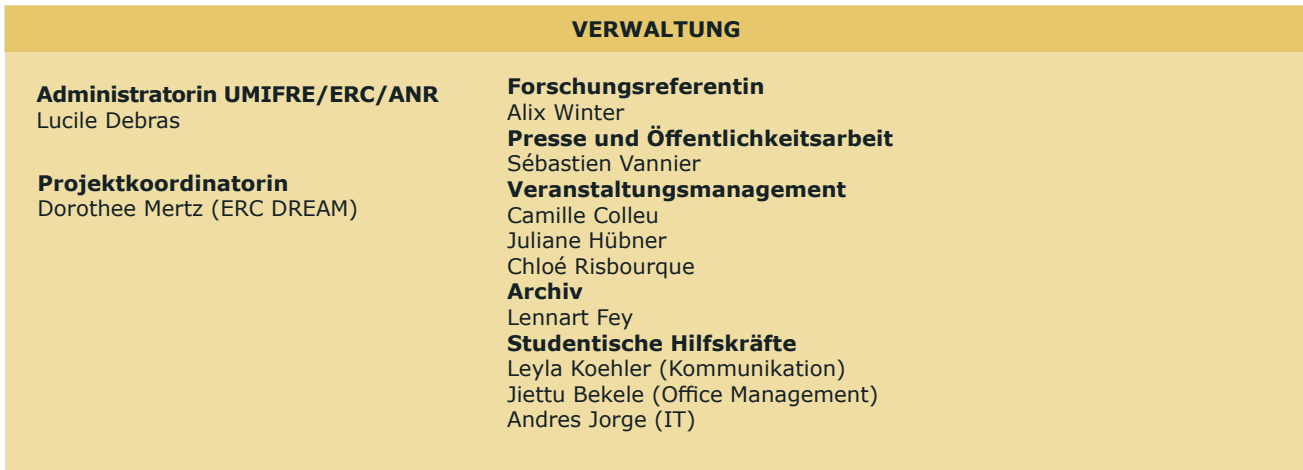 VERWALTUNG
Administratorin UMIFRE/ERC/ANR
Lucile Debras
Projektkoordinatorin
Dorothee Mertz (ERC DREAM)
Forschungsreferentin
Alix Winter
Presse und Öffentlichkeitsarbeit
Sébastien Vannier
Veranstaltungsmanagement
Camille Colleu
Juliane Hübner
Chloé Risbourque
Archiv
Lennart Fey
Studentische Hilfskräfte
Leyla Koehler (Kommunikation)
Jiettu Bekele (Office Management)
Andres Jorge (IT)